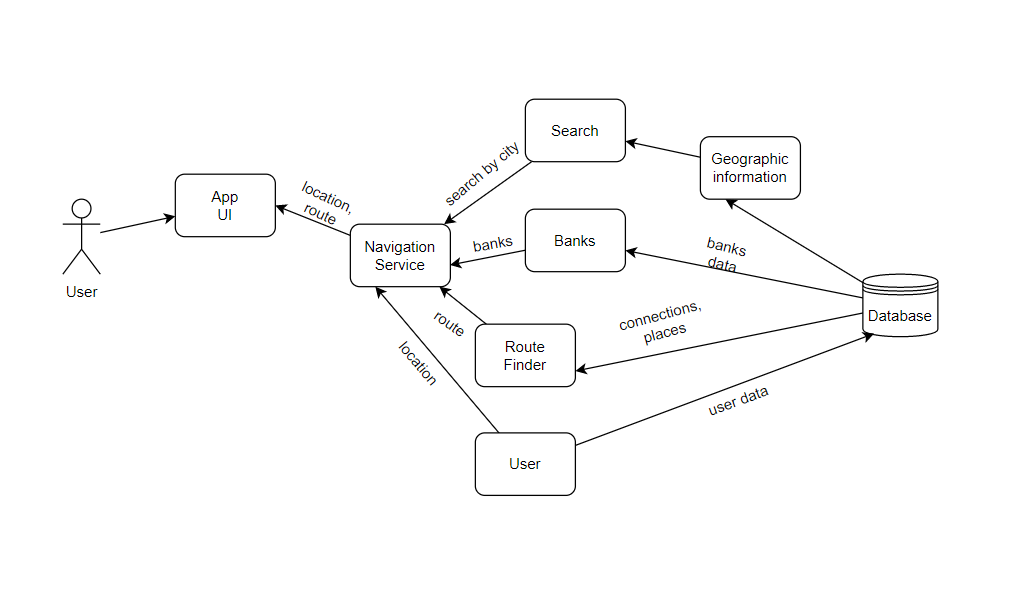 User
App
UI
location,
route
Navigation
Service
search by city
Search
Geographic
information
banks
Banks
banks
data
route
Route
Finder
connections,
places
Database
location
User
user data